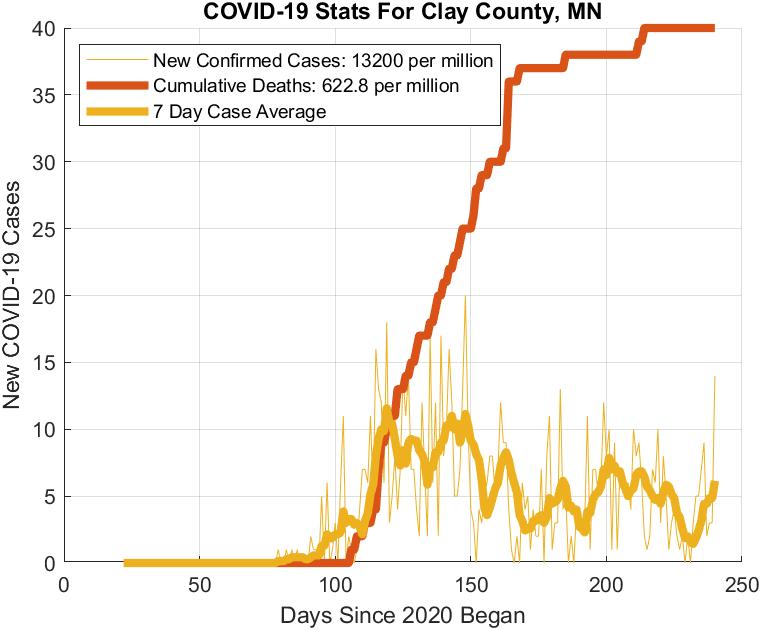 COVID-19 Stats For Clay County, MN
New Confirmed Cases: 13200 per million
Cumulative Deaths: 622.8 per million
7 Day Case Average
New COVID-19 Cases
40
35
30
25
20
15
10
5
0
0 50 100 150 200 250
Days Since 2020 Began